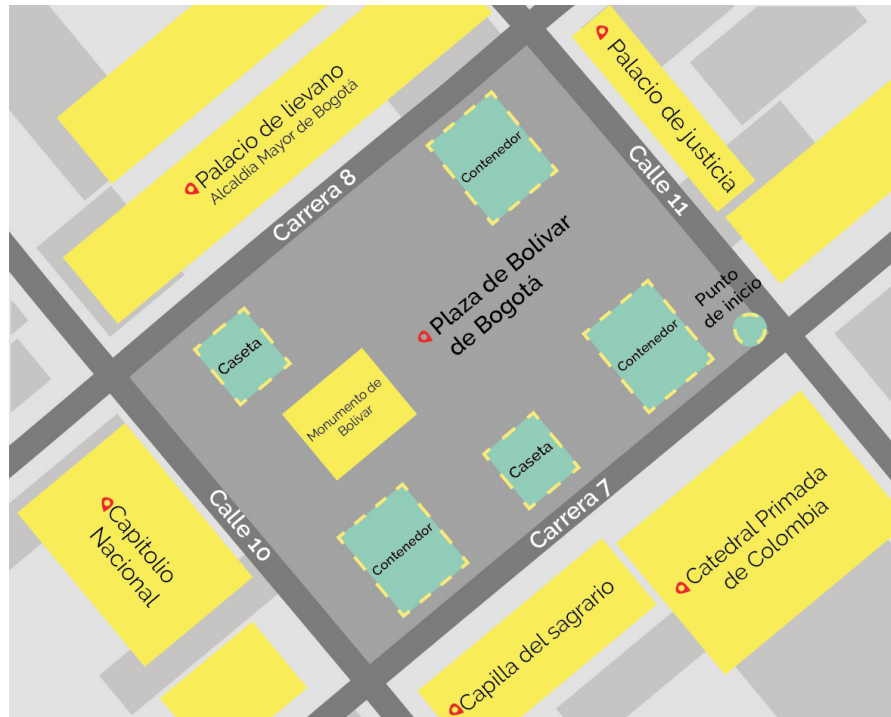 Palacio de lievano
Alcaldía Mayor de Bogotá
Carrera 8
Contenedor
Palacio de justicia
Calle 11
Plaza de Bolívar
de Bogotá
Punto
de inicio
Contenedor
Caseta
Monumento de
Bolívar
Caseta
Contenedor
Carrera 7
Calle 10
Capitolio
Nacional
Catedral Primada
de Colombia
Capilla del sagrario